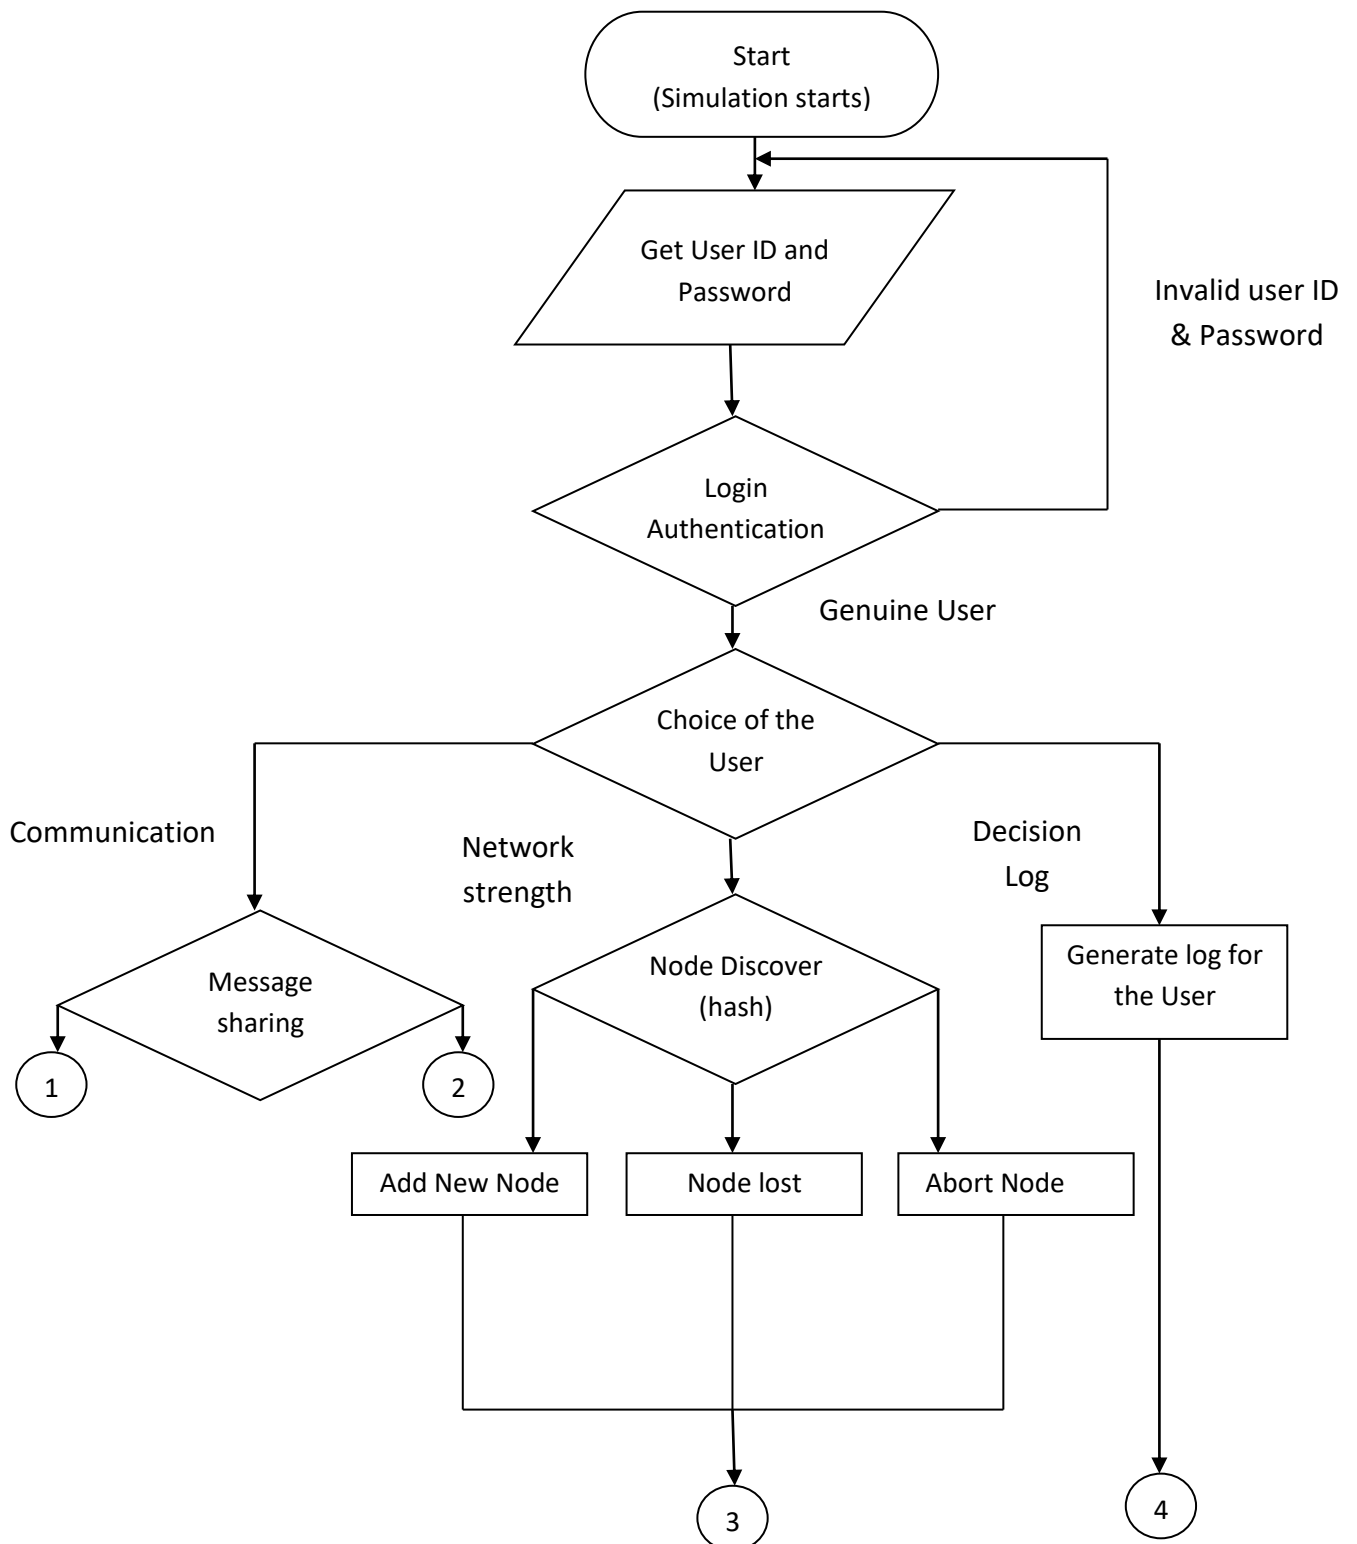 Start
(Simulation starts)
Get User ID and
Password
Invalid user ID
& Password
Login
Authentication
Genuine User
Choice of the
User
Communication
Network
strength
Decision
Log
Message
sharing
Node Discover
(hash)
Generate log for
the User
1
2
Add New Node
Node lost
Abort Node
3
4